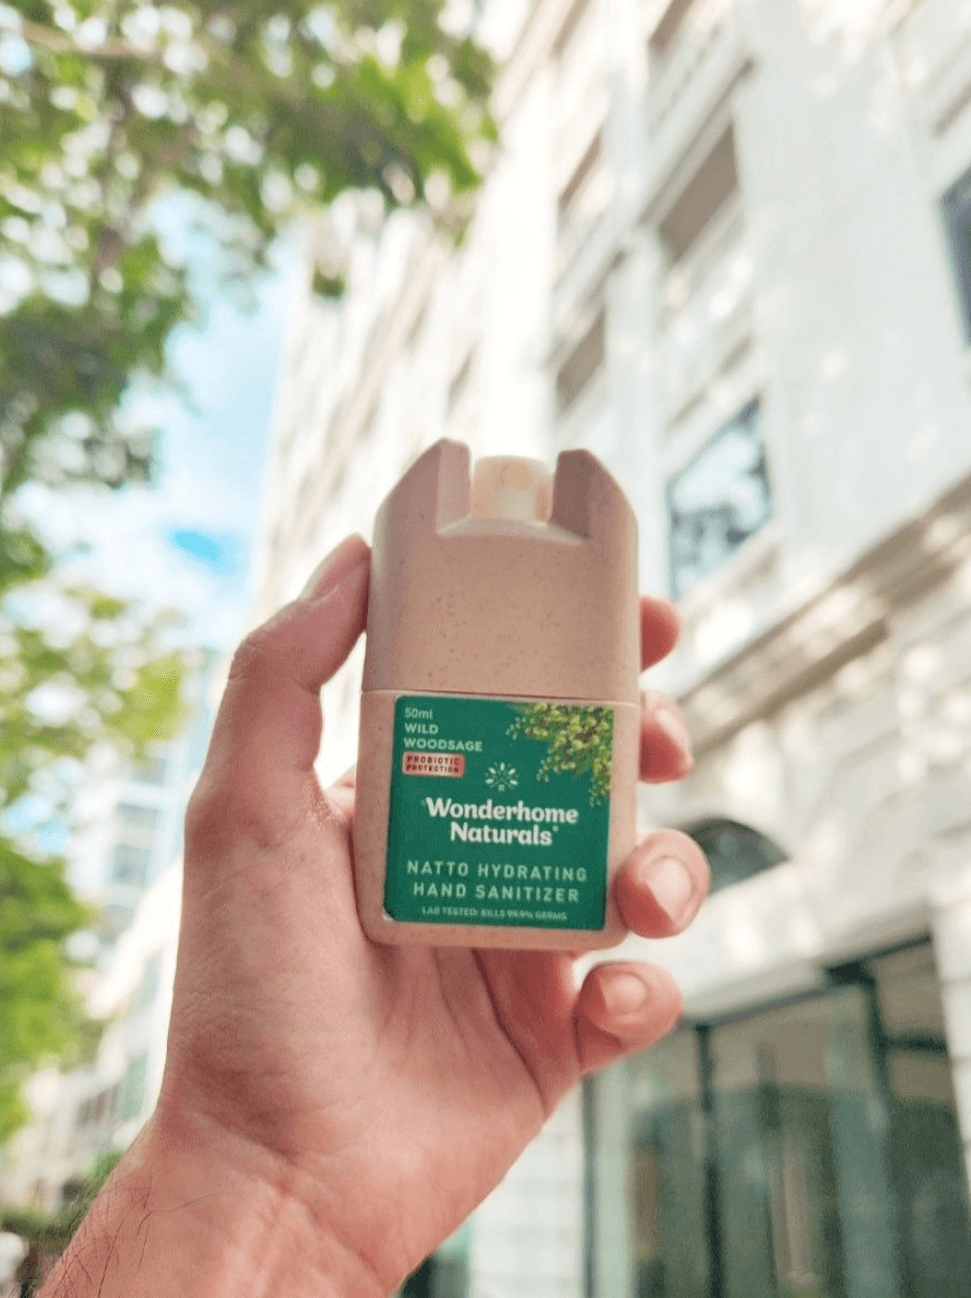 50ml
WILD
WOODSAGE
PROBIOTIC
PROTECTION
Wonderhome
Naturals
NATTO HYDRATING
HAND SANITIZER
LAB TESTED: KILLS 99.9% GERMS